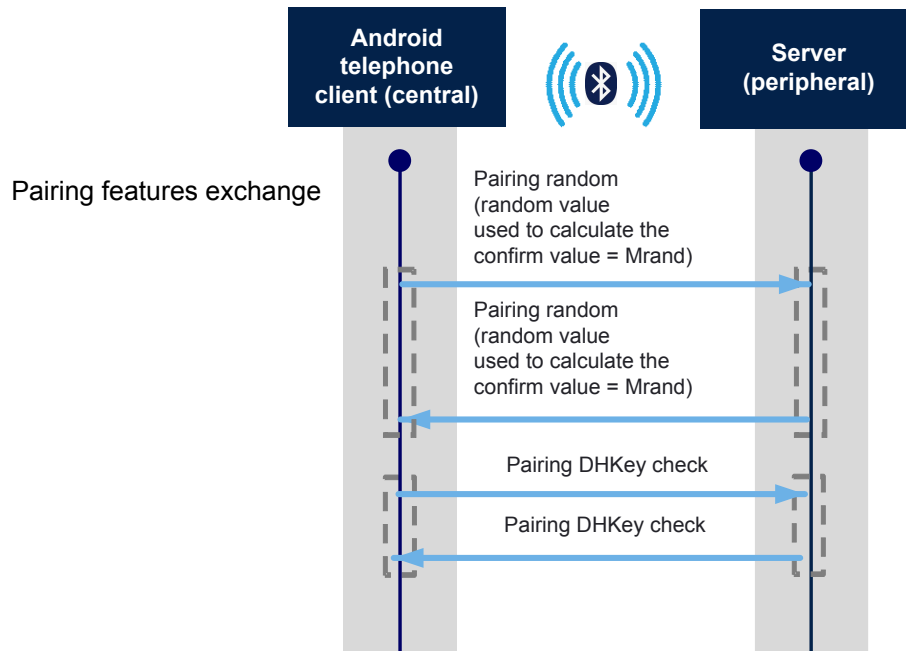 Android
telephone
client (central)
Server
(peripheral)
Pairing features exchange
Pairing random
(random value
used to calculate the
confirm value = Mrand)
Pairing random
(random value
used to calculate the
confirm value = Mrand)
Pairing DHKey check
Pairing DHKey check